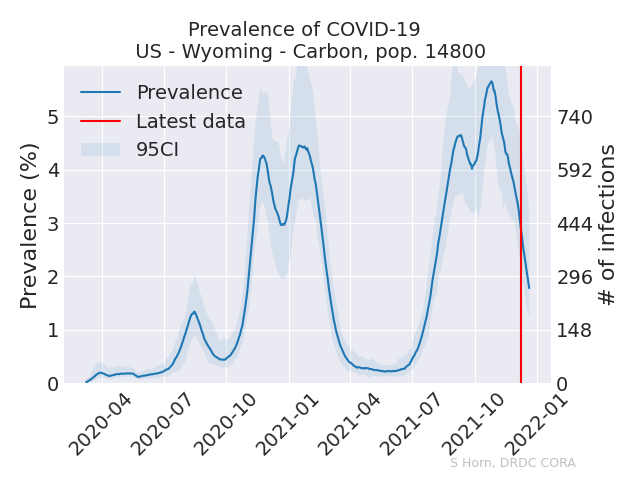 Prevalence of COVID-19
US - Wyoming - Carbon, pop. 14800
Prevalence
Latest data
95CI
Prevalence (%)
5
4
3
2
1
0
740
592
444
296
148
0
# of infections
2020-04
2020-07
2020-10
2021-01
2021-04
2021-07
2021-10
2022-01
S Horn, DRDC CORA